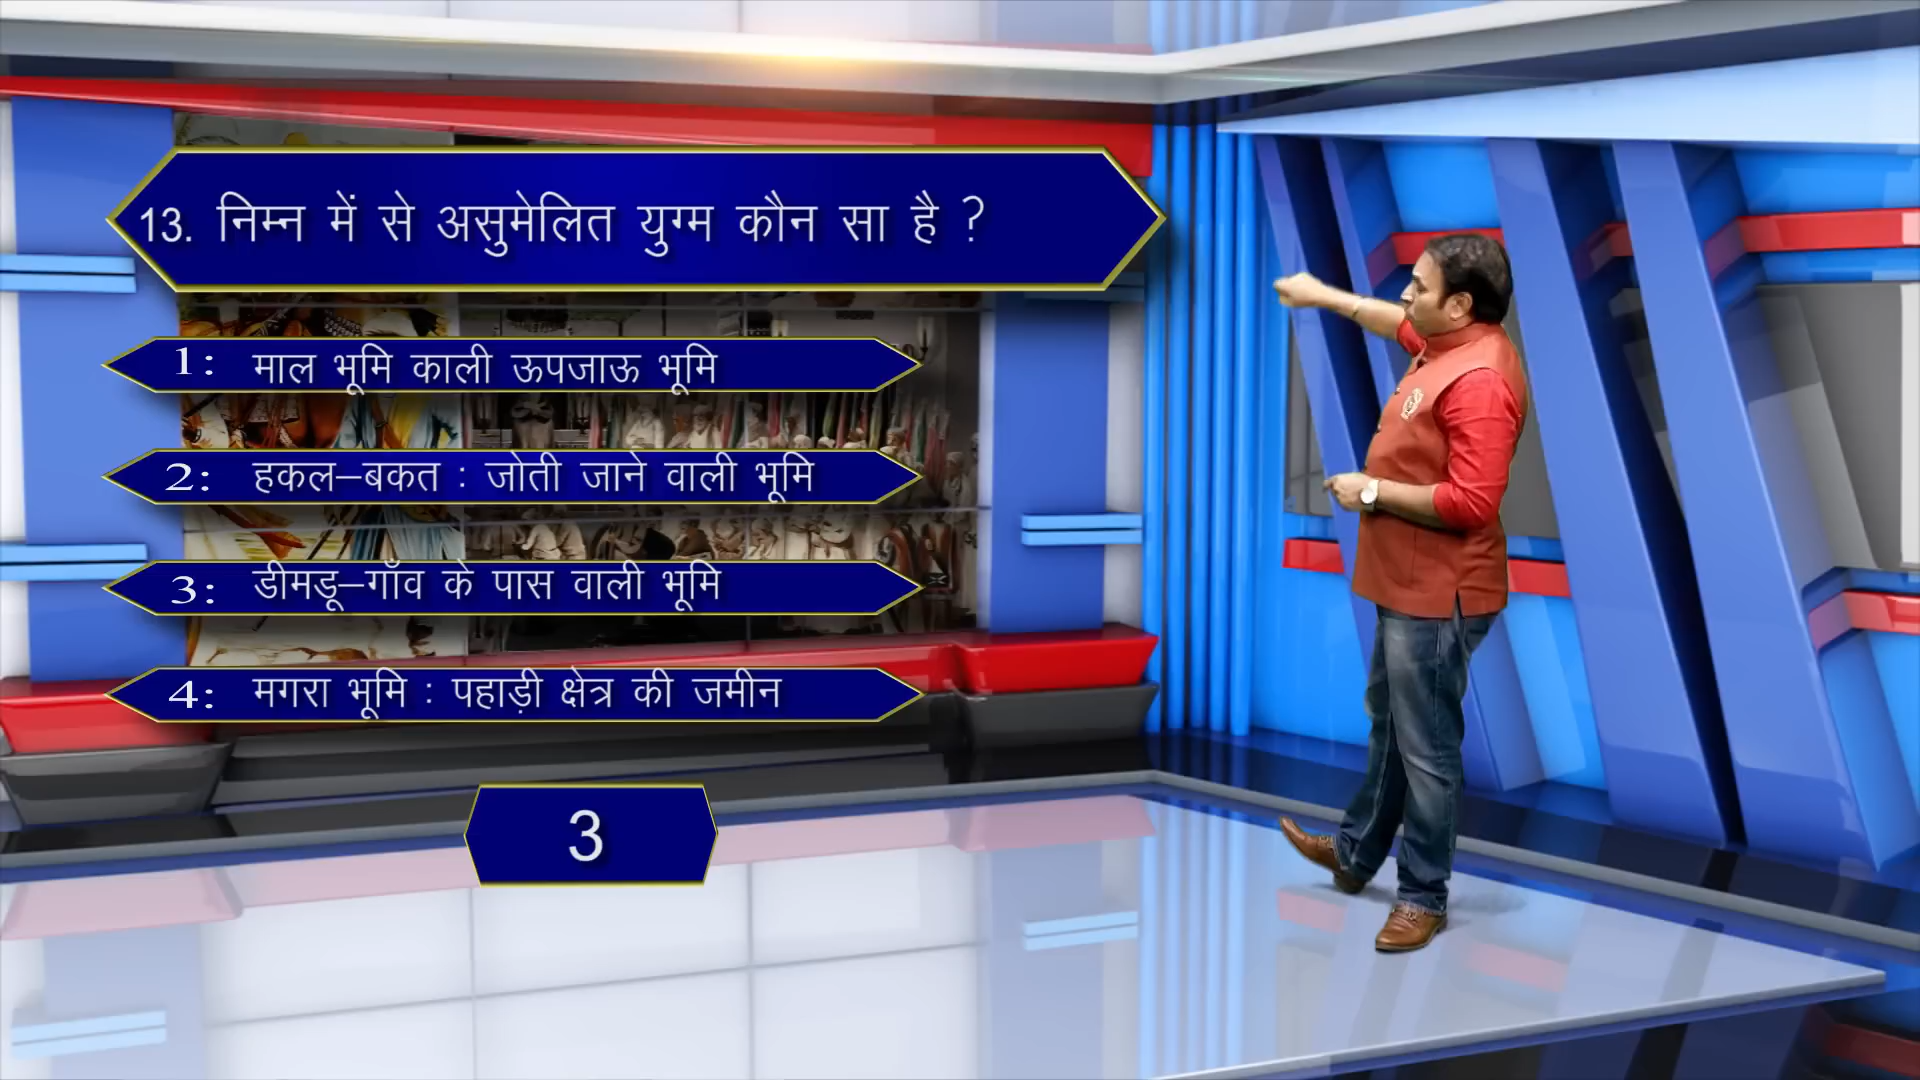 13. निम्न में से असुमेलित युग्म कौन सा है ?
1: माल भूमि काली ऊपजाऊ भूमि
2: हकल–बकत : जोती जाने वाली भूमि
3: डीमडू–गाँव के पास वाली भूमि
4: मगरा भूमि : पहाड़ी क्षेत्र की जमीन
3